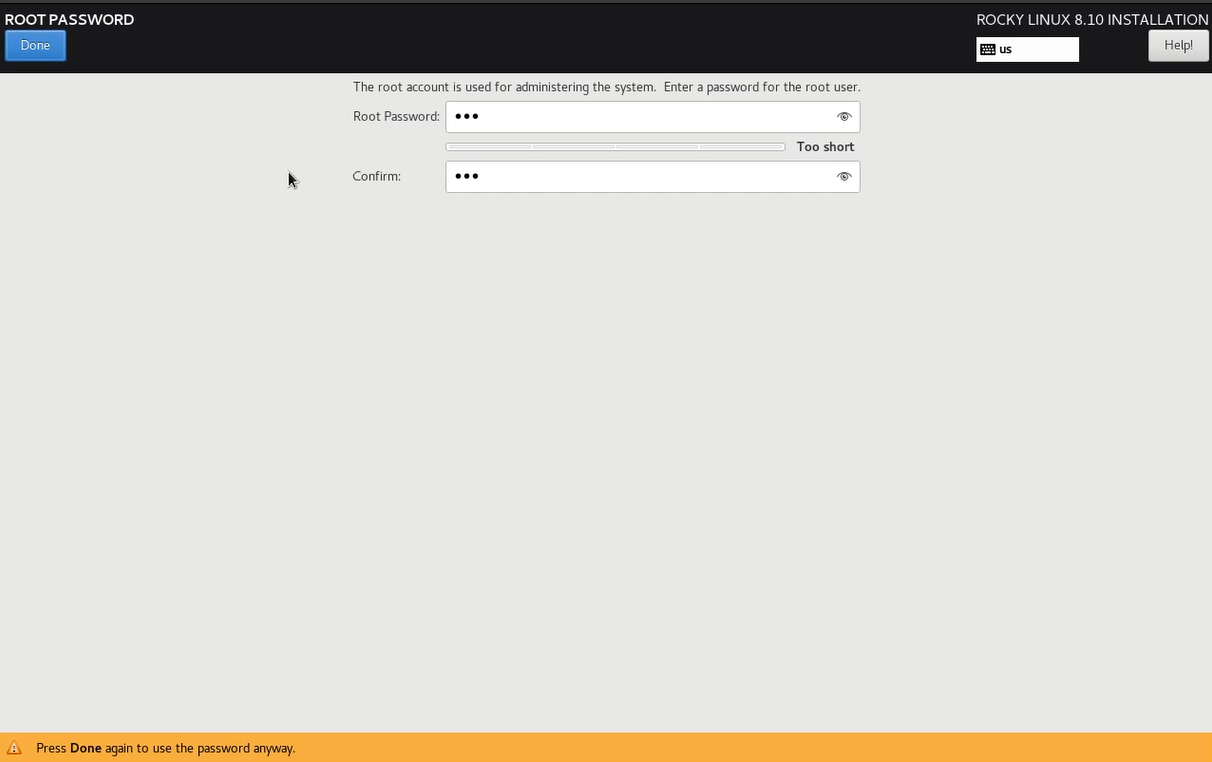 ROOT PASSWORD
ROCKY LINUX 8.10 INSTALLATION
Done
us
Help!
The root account is used for administering the system.  Enter a password for the root user.
Root Password: •••
Too short
Confirm: •••
Press Done again to use the password anyway.